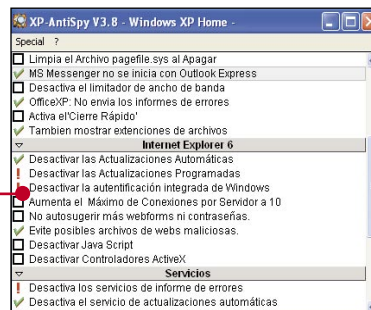 XP-AntiSpy V3.8 - Windows XP Home -
Special ?
Limpia el Archivo pagefile.sys al Apagar
MS Messenger no se inicia con Outlook Express
Desactiva el limitador de ancho de banda
OfficeXP: No envia los informes de errores
Activa el'Cierre Rápido'
Tambien mostrar extenciones de archivos
Internet Explorer 6
Desactivar las Actualizaciones Automáticas
Desactivar las Actualizaciones Programadas
Desactivar la autentificación integrada de Windows
Aumenta el Máximo de Conexiones por Servidor a 10
No autosugerir más webforms ni contraseñas.
Evite posibles archivos de webs maliciosas.
Desactivar Java Script
Desactivar Controladores ActiveX
Servicios
Desactiva los servicios de informe de errores
Desactiva el servicio de actualizaciones automáticas